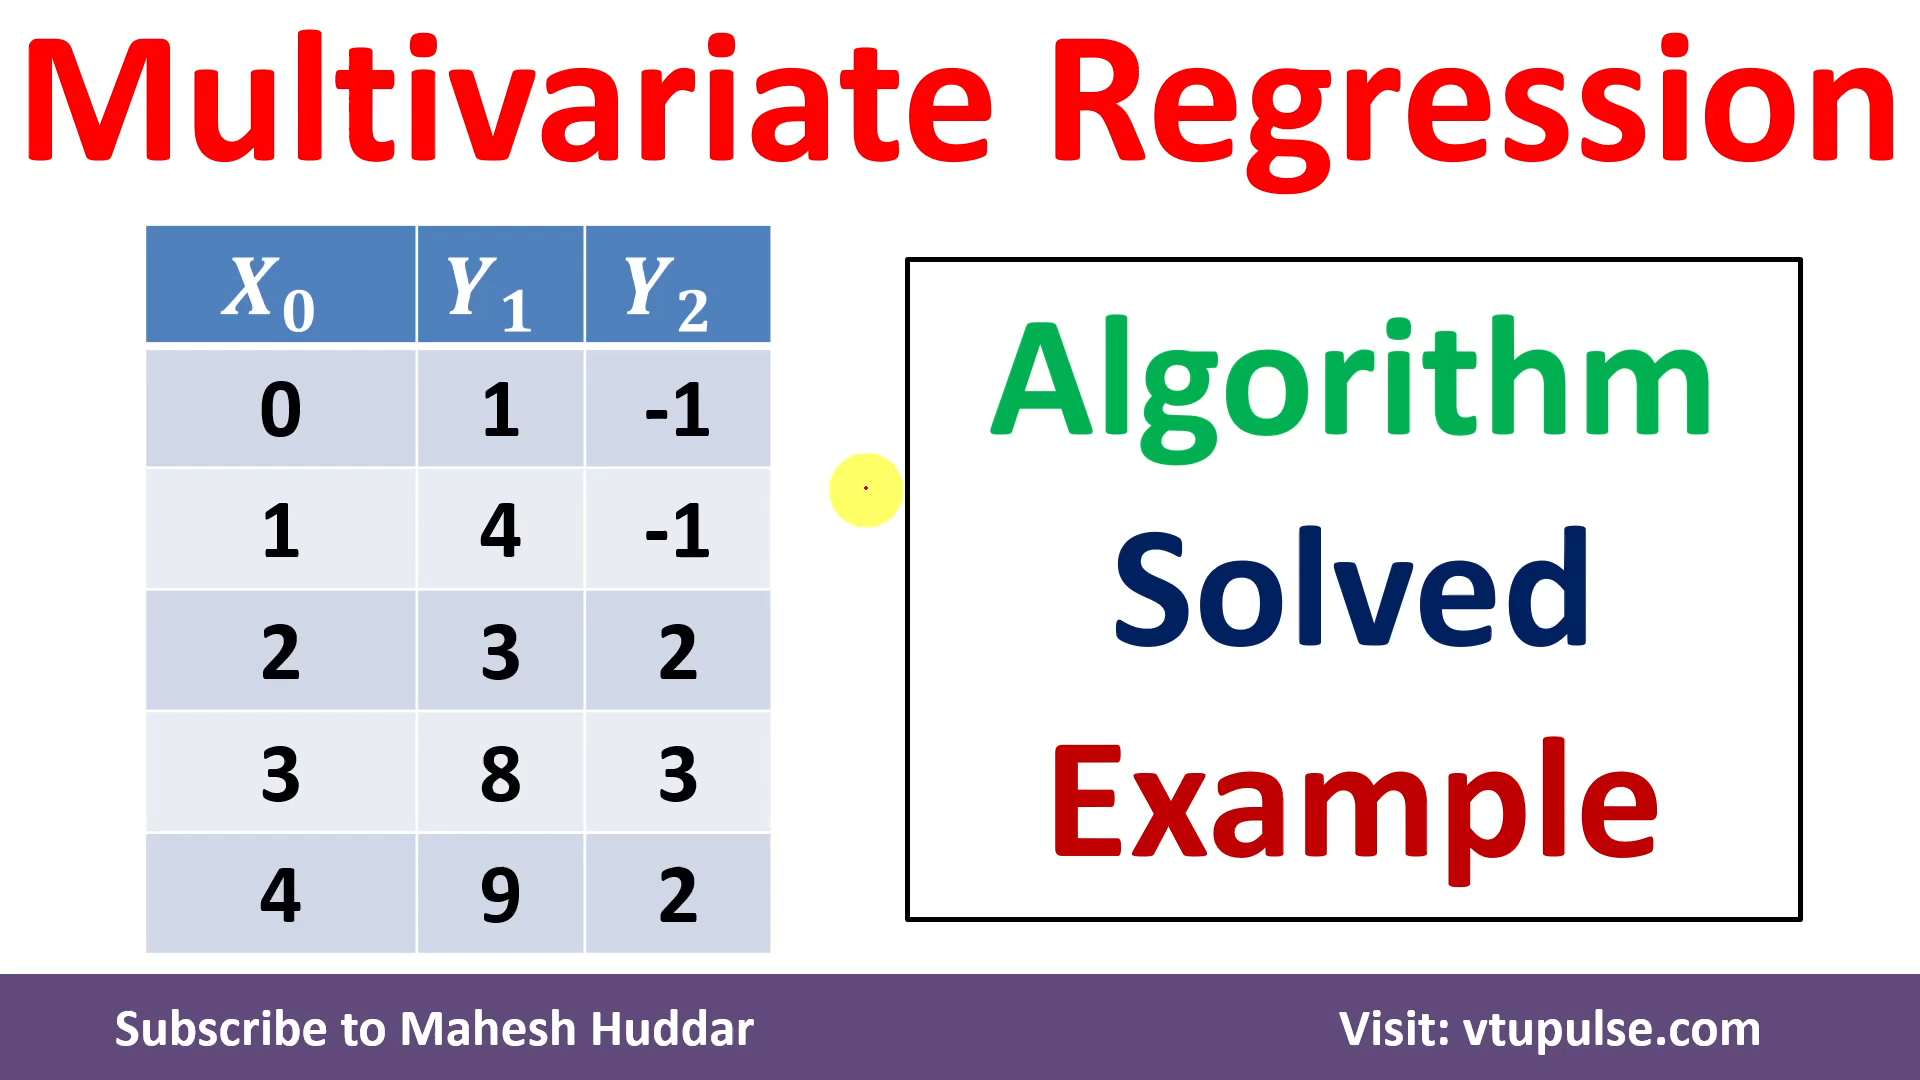 Multivariate Regression
X₀ Y₁ Y₂
0 1 -1
1 4 -1
2 3 2
3 8 3
4 9 2
Algorithm
Solved
Example
Subscribe to Mahesh Huddar
Visit: vtupulse.com